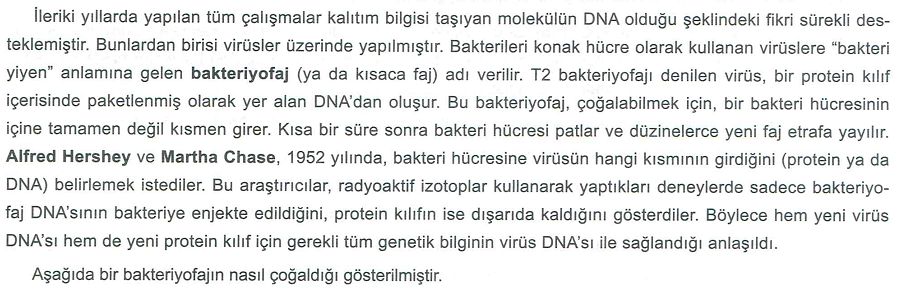 İleriki yıllarda yapılan tüm çalışmalar kalıtım bilgisi taşıyan molekülün DNA olduğu şeklindeki fikri sürekli des-
teklemiştir. Bunlardan birisi virüsler üzerinde yapılmıştır. Bakterileri konak hücre olarak kullanan virüslere “bakteri
yiyen” anlamına gelen bakteriyofaj (ya da kısaca faj) adı verilir. T2 bakteriyofajı denilen virüs, bir protein kılıf
içerisinde paketlenmiş olarak yer alan DNA’dan oluşur. Bu bakteriyofaj, çoğalabilmek için, bir bakteri hücresinin
içine tamamen değil kısmen girer. Kısa bir süre sonra bakteri hücresi patlar ve düzinelerce yeni faj etrafa yayılır.
Alfred Hershey ve Martha Chase, 1952 yılında, bakteri hücresine virüsün hangi kısmının girdiğini (protein ya da
DNA) belirlemek istediler. Bu araştırıcılar, radyoaktif izotoplar kullanarak yaptıkları deneylerde sadece bakteriyo-
faj DNA’sının bakteriye enjekte edildiğini, protein kılıfın ise dışarıda kaldığını gösterdiler. Böylece hem yeni virüs
DNA’sı hem de yeni protein kılıf için gerekli tüm genetik bilginin virüs DNA’sı ile sağlandığı anlaşıldı.
Aşağıda bir bakteriyofajın nasıl çoğaldığı gösterilmiştir.